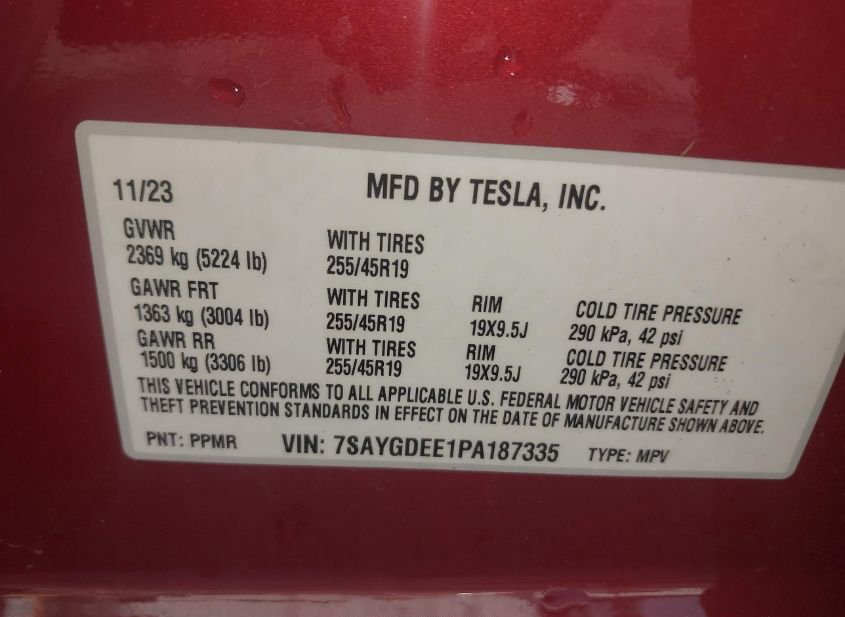 11/23 MFD BY TESLA, INC.
GVWR
2369 kg (5224 lb)
WITH TIRES
255/45R19
GAWR FRT
1363 kg (3004 lb)
WITH TIRES
255/45R19
RIM
19X9.5J
COLD TIRE PRESSURE
290 kPa, 42 psi
GAWR RR
1500 kg (3306 lb)
WITH TIRES
255/45R19
RIM
19X9.5J
COLD TIRE PRESSURE
290 kPa, 42 psi
THIS VEHICLE CONFORMS TO ALL APPLICABLE U.S. FEDERAL MOTOR VEHICLE SAFETY AND
THEFT PREVENTION STANDARDS IN EFFECT ON THE DATE OF MANUFACTURE SHOWN ABOVE.
PNT: PPMR VIN: 7SAYGDEE1PA187335 TYPE: MPV